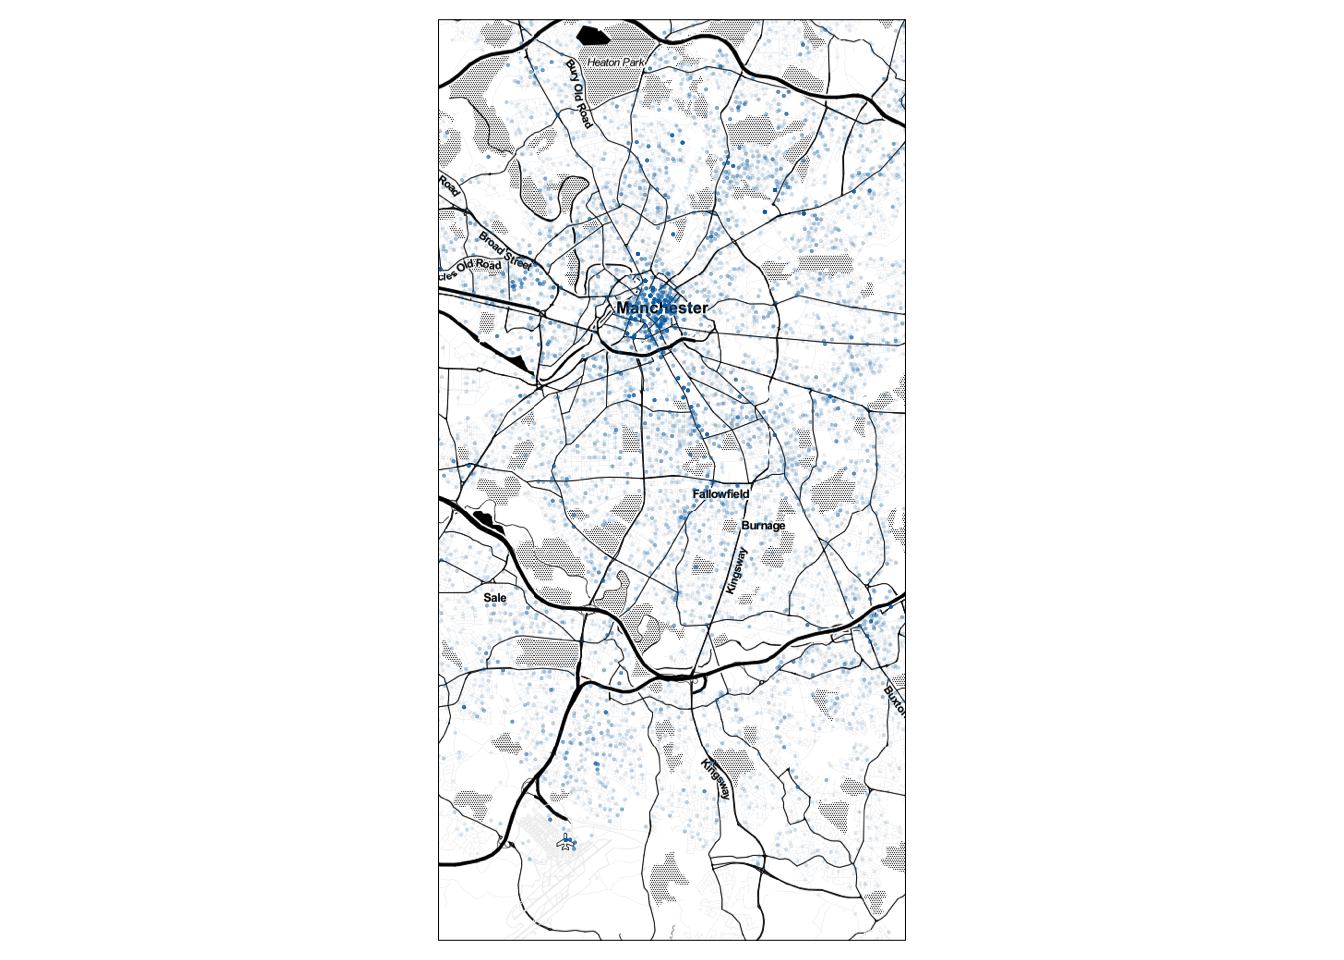 Heaton Park
Bury Old Road
Road
Broad Street
cles Old Road
Manchester
Fallowfield
Burnage
Kingsway
Sale
Buxton
Kingsway